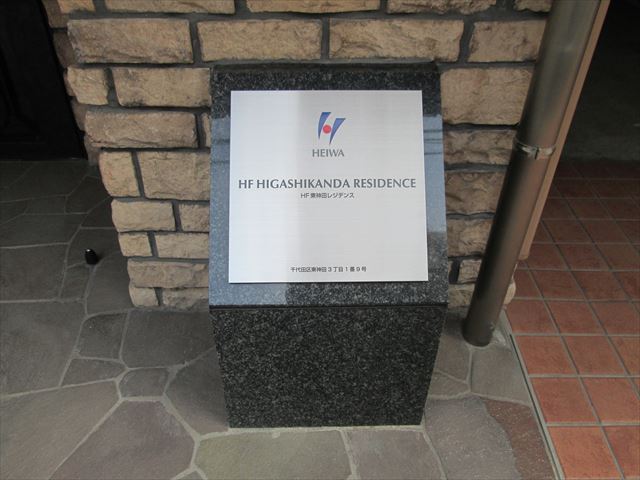 HEIWA
HF HIGASHIKANDA RESIDENCE
HF東神田レジデンス
千代田区東神田3丁目1番9号